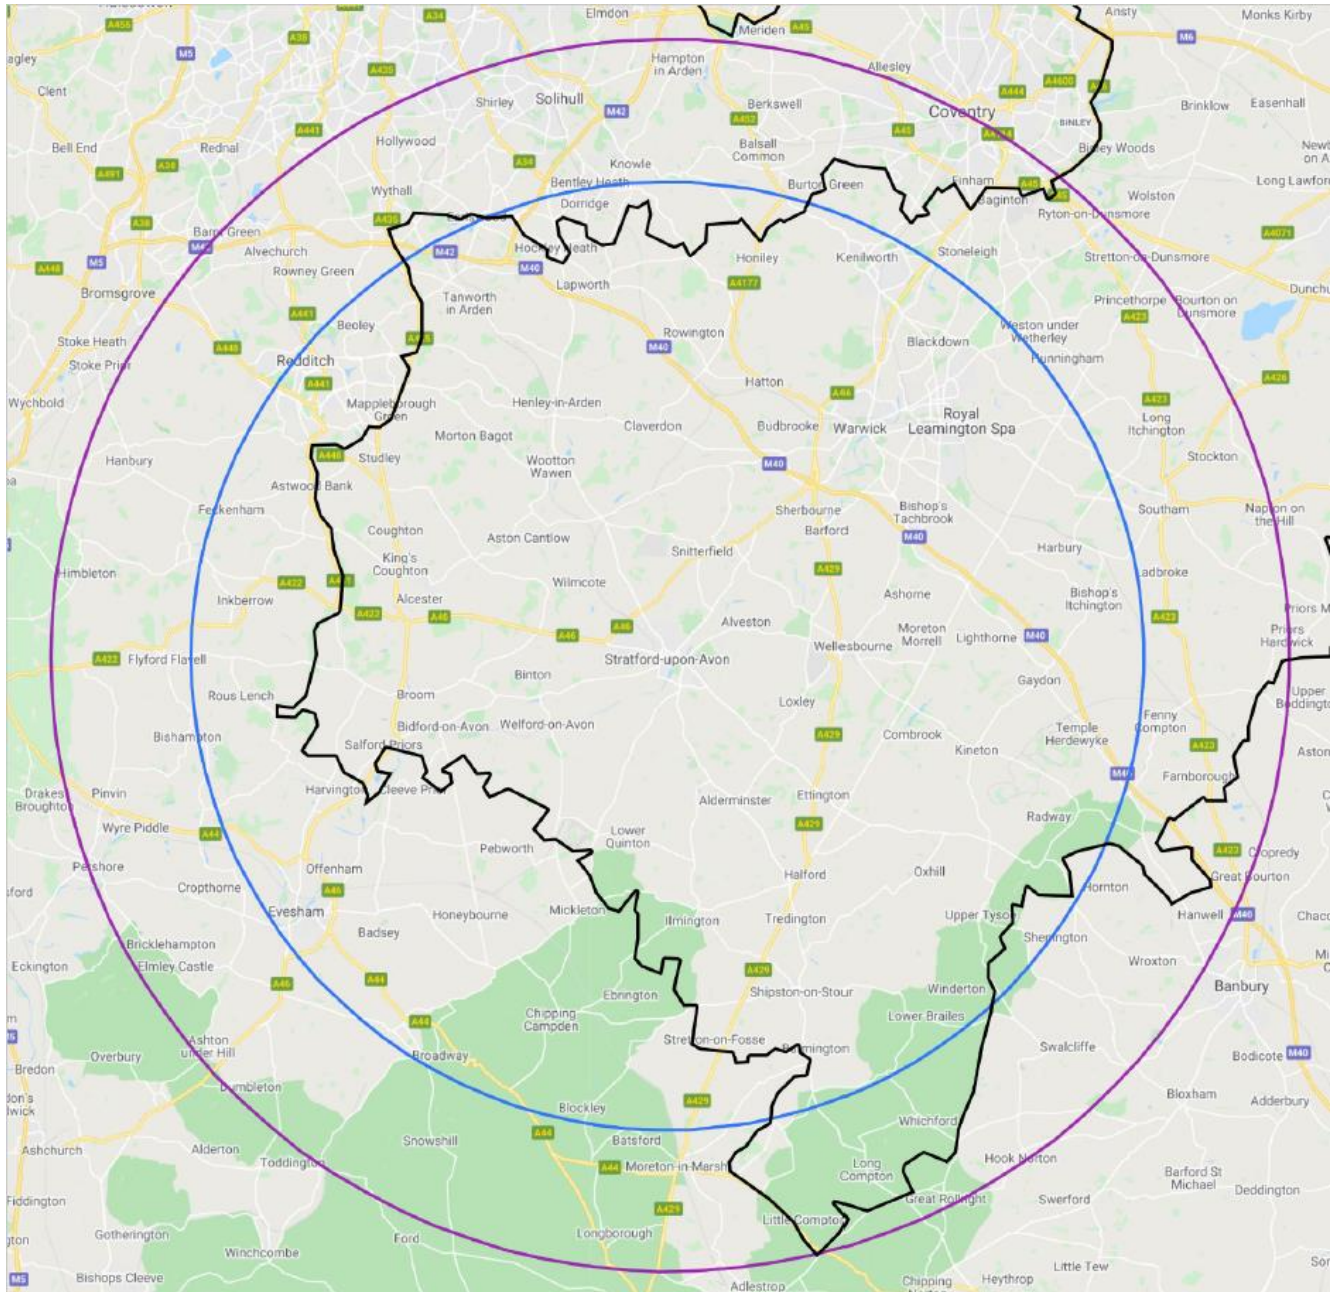 A456
A38
A34
Elmdon
Meriden
A45
Ansty
Monks Kirby
M6
M5
A38
Hampton
in Arden
Allesley
A435
A4600
Clent
Shirley
Solihull
M42
Berkswell
A452
A444
Coventry
A45
BINLEY
Brinklow
Easenhall
Bell End
Rednal
A441
Hollywood
Balsall
Common
Binley Woods
A491
A38
A34
Knowle
Wythall
Bentley Heath
Dorridge
Burton Green
Finham
A45
Baginton
Wolston
Long Lawford
A38
A435
Ryton-on-Dunsmore
Barnt Green
M42
Alvechurch
M42
Hockley Heath
Honiley
Kenilworth
Stoneleigh
A4071
Stretton-on-Dunsmore
A448
M5
Rowney Green
M40
Lapworth
A4177
Bromsgrove
Tanworth
in Arden
Princethorpe
Bourton on
Dunsmore
A441
Beoley
Rowington
Weston under
Wetherley
A423
Stoke Heath
A448
M40
Blackdown
Hunningham
Stoke Prior
Redditch
A441
Hatton
A46
A426
Wychbold
Mappleborough
Green
Henley-in-Arden
Claverdon
Budbrooke
Warwick
Royal
Leamington Spa
A423
Long
Itchington
Morton Bagot
Hanbury
A448
Studley
Wootton
Wawen
M40
Stockton
Astwood Bank
Feckenham
Sherbourne
Barford
Bishop's
Tachbrook
Southam
Napton on
the Hill
Coughton
Aston Cantlow
M40
Harbury
King's
Coughton
Snitterfield
Himbleton
A422
Wilmcote
A429
Ladbroke
Inkberrow
A422
Alcester
A46
Ashorne
Bishop's
Itchington
A46
A46
Alveston
Moreton
Morrell
Lighthorne
M40
A423
Priors
Hardwick
A422
Flyford Flavell
Stratford-upon-Avon
Wellesbourne
Binton
Gaydon
Rous Lench
Broom
Loxley
Upper
Boddington
Bidford-on-Avon
Welford-on-Avon
Fenny
Compton
Bishampton
Salford Priors
A429
Combrook
Kineton
Temple
Herdewyke
A423
M40
Farnborough
Drakes
Broughton
Pinvin
Harvington
Cleeve Prior
Alderminster
Ettington
Wyre Piddle
A44
Lower
Quinton
A429
Radway
Pebworth
A423
Cropredy
Pershore
Offenham
Halford
Oxhill
Great Bourton
Cropthorne
A46
Hornton
Evesham
Honeybourne
Mickleton
Ilmington
Tredington
Upper Tysoe
Hanwell
M40
Badsey
Shenington
Bricklehampton
Eckington
Elmley Castle
A46
A44
A429
Wroxton
Ebrington
Shipston-on-Stour
Winderton
Banbury
Chipping
Campden
Lower Brailes
A44
Ashton
under Hill
Stretton-on-Fosse
Swalcliffe
M40
Overbury
Broadway
Bodicote
Bredon
Dumbleton
A429
Bloxham
Adderbury
Blockley
Whichford
Ashchurch
Alderton
Snowshill
A44
Batsford
Toddington
A44
Moreton-in-Marsh
Long
Compton
Hook Norton
Barford St
Michael
Deddington
Fiddington
A429
Great Rollright
Swerford
Gotherington
Ford
Longborough
Little Compton
Winchcombe
Little Tew
M5
Bishops Cleeve
Adlestrop
Chipping
Heythrop